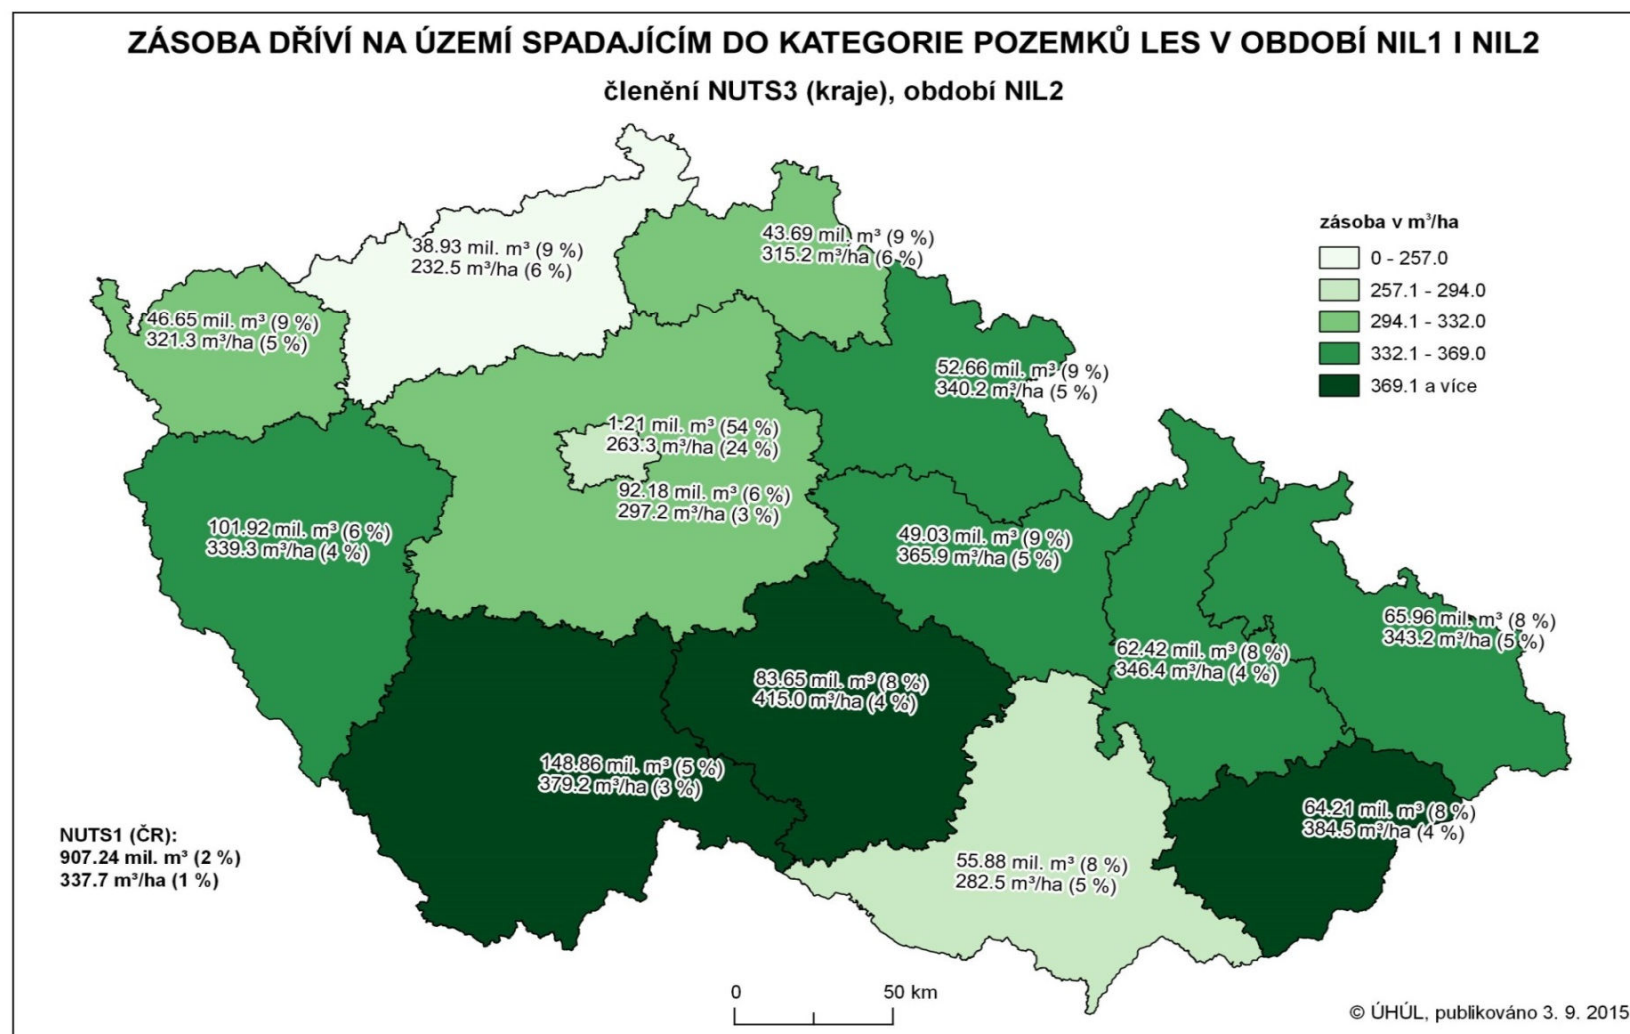 ZÁSOBA DŘÍVÍ NA ÚZEMÍ SPADAJÍCÍM DO KATEGORIE POZEMKŮ LES V OBDOBÍ NIL1 I NIL2
členění NUTS3 (kraje), období NIL2
zásoba v m³/ha
0 - 257.0
257.1 - 294.0
294.1 - 332.0
332.1 - 369.0
369.1 a více
38.93 mil. m³ (9 %)
232.5 m³/ha (6 %)
43.69 mil. m³ (9 %)
315.2 m³/ha (6 %)
46.65 mil. m³ (9 %)
321.3 m³/ha (5 %)
52.66 mil. m³ (9 %)
340.2 m³/ha (5 %)
1.21 mil. m³ (54 %)
263.3 m³/ha (24 %)
92.18 mil. m³ (6 %)
297.2 m³/ha (3 %)
101.92 mil. m³ (6 %)
339.3 m³/ha (4 %)
49.03 mil. m³ (9 %)
365.9 m³/ha (5 %)
65.96 mil. m³ (8 %)
343.2 m³/ha (5 %)
62.42 mil. m³ (8 %)
346.4 m³/ha (4 %)
83.65 mil. m³ (8 %)
415.0 m³/ha (4 %)
148.86 mil. m³ (5 %)
379.2 m³/ha (3 %)
64.21 mil. m³ (8 %)
384.5 m³/ha (4 %)
55.88 mil. m³ (8 %)
282.5 m³/ha (5 %)
NUTS1 (ČR):
907.24 mil. m³ (2 %)
337.7 m³/ha (1 %)
0 50 km
© ÚHÚL, publikováno 3. 9. 2015